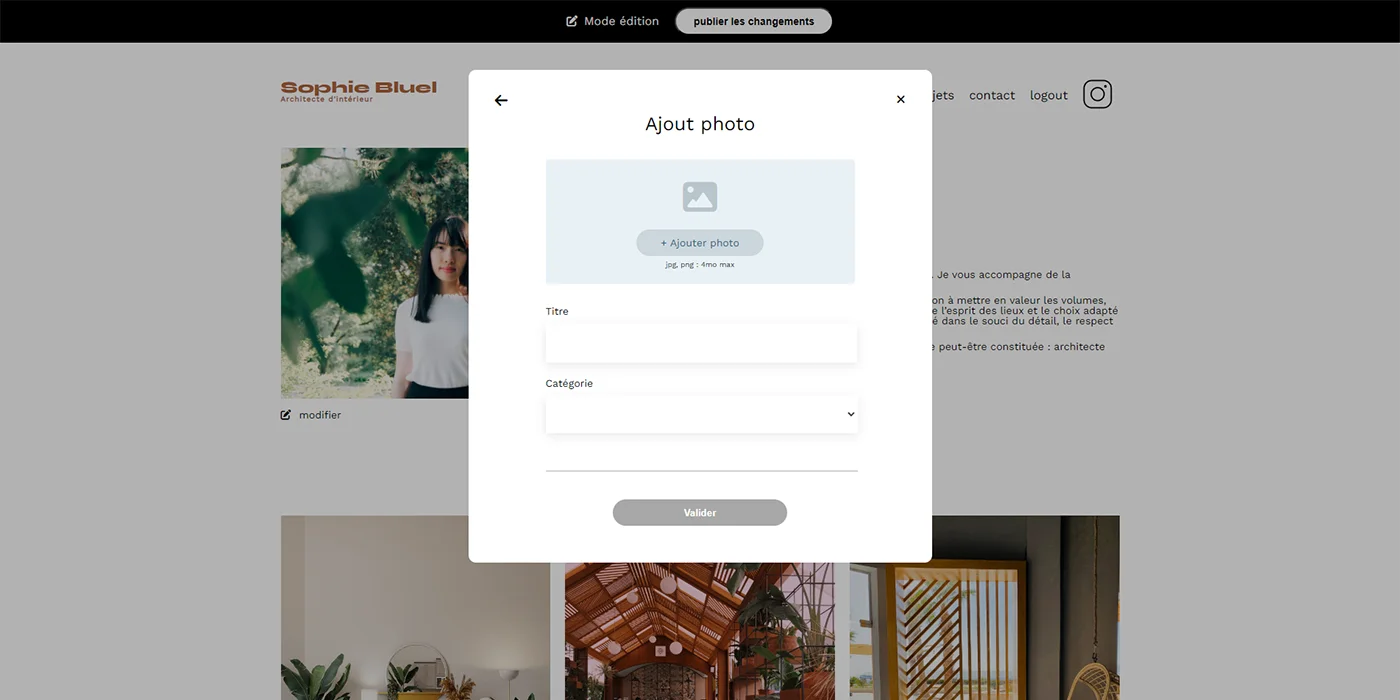 Mode édition
publier les changements
Sophie Bluel
Architecte d'intérieur
jets
contact
logout
Ajout photo
+ Ajouter photo
jpg, png : 4mo max
. Je vous accompagne de la
on à mettre en valeur les volumes,
e l'esprit des lieux et le choix adapté
é dans le souci du détail, le respect
e peut-être constituée : architecte
Titre
Catégorie
modifier
Valider